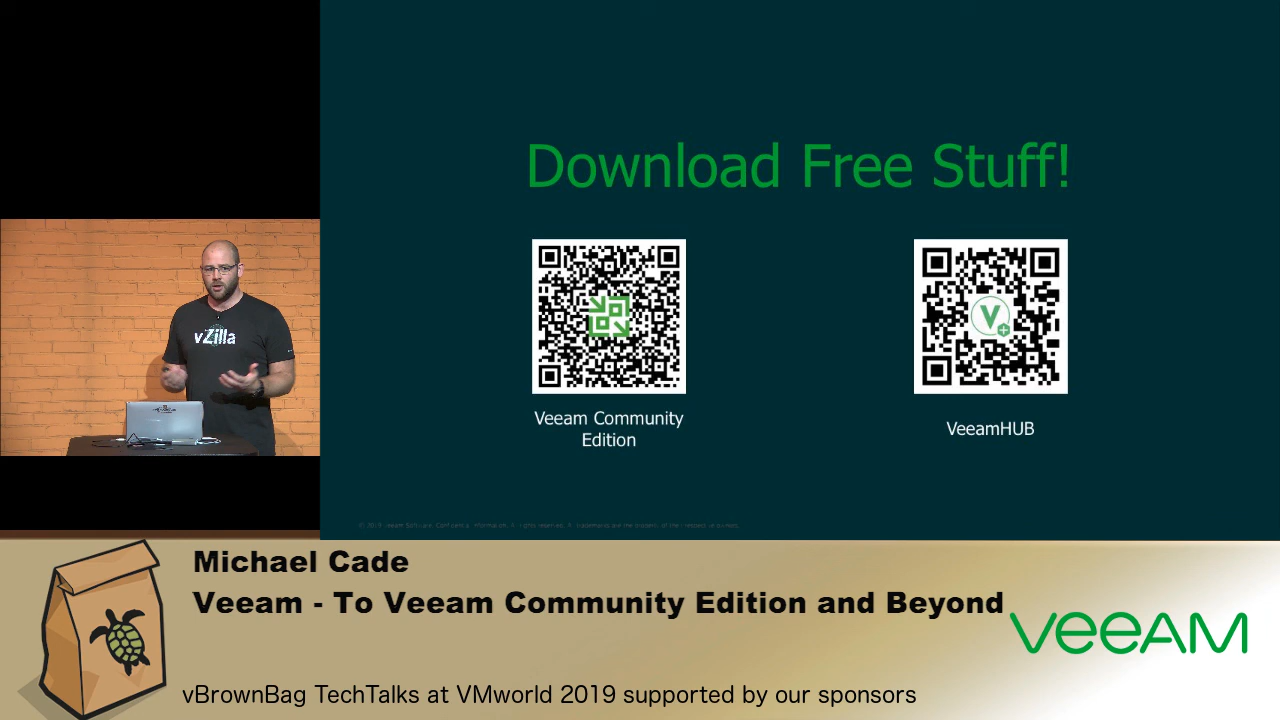 Download Free Stuff!
vZilla
Veeam Community
Edition
VeeamHUB
Michael Cade
Veeam - To Veeam Community Edition and Beyond
veeAM
vBrownBag TechTalks at VMworld 2019 supported by our sponsors